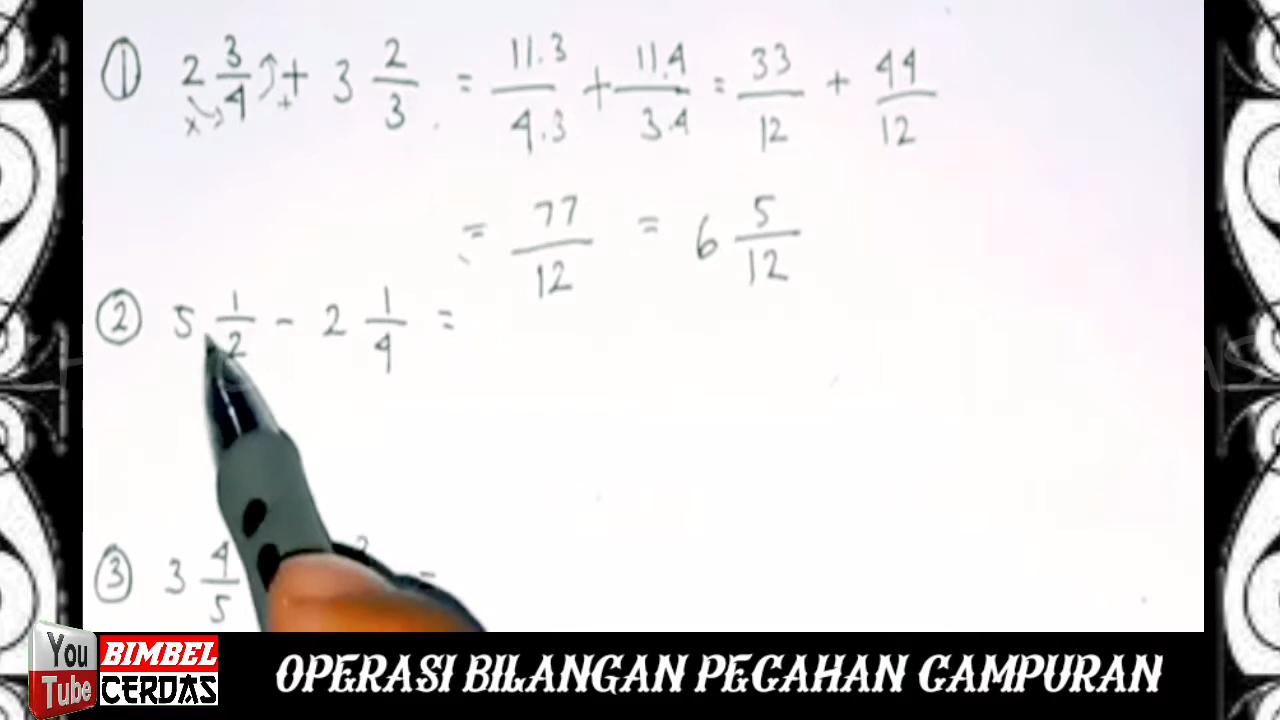 ① 2 3/4 + 3 2/3 = 11.3/4.3 + 11.4/3.4 = 33/12 + 44/12
= 77/12 = 6 5/12
② 5 1/2 - 2 1/4 =
③ 3 4/5 =
You Tube BIMBEL CERDAS
OPERASI BILANGAN PECAHAN CAMPURAN